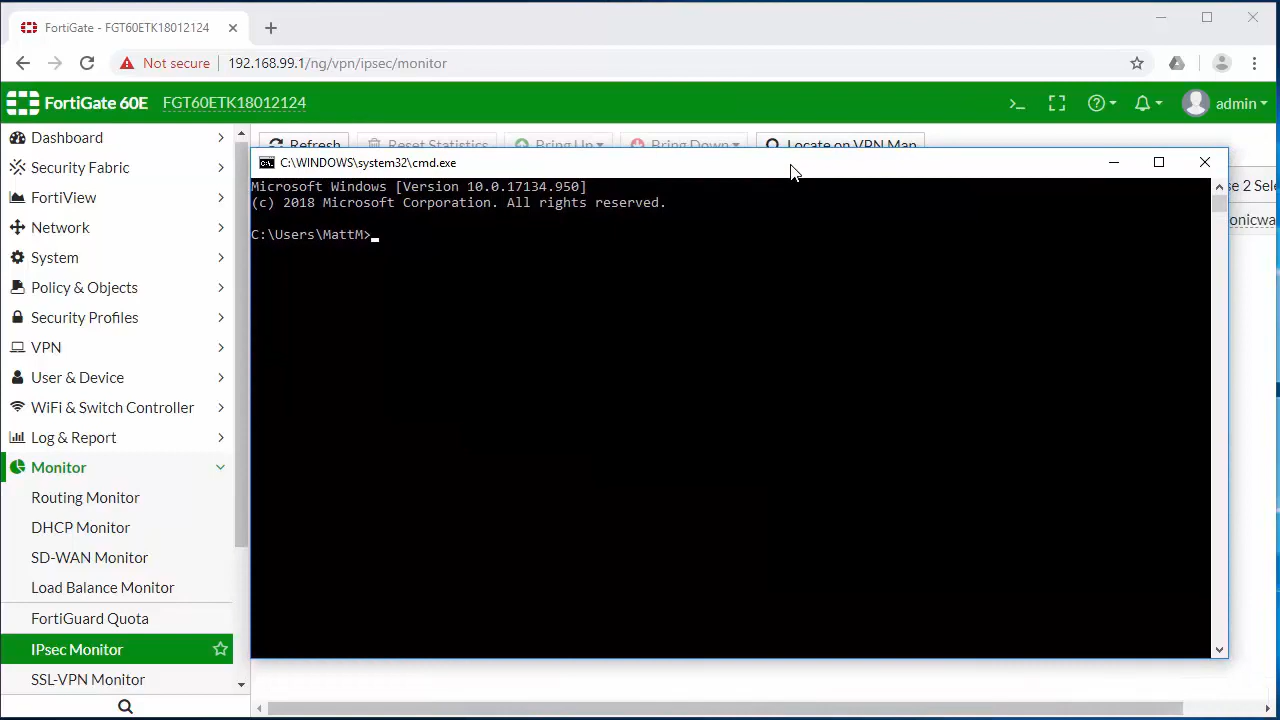 FortiGate - FGT60ETK18012124
Not secure 192.168.99.1/ng/vpn/ipsec/monitor
FortiGate 60E FGT60ETK18012124 admin
Dashboard
Security Fabric
FortiView
Network
System
Policy & Objects
Security Profiles
VPN
User & Device
WiFi & Switch Controller
Log & Report
Monitor
Routing Monitor
DHCP Monitor
SD-WAN Monitor
Load Balance Monitor
FortiGuard Quota
IPsec Monitor
SSL-VPN Monitor
Refresh Reset Statistics Bring Up Bring Down Locate on VPN Map
C:\WINDOWS\system32\cmd.exe
Microsoft Windows [Version 10.0.17134.950]
(c) 2018 Microsoft Corporation. All rights reserved.
C:\Users\MattM>
se 2 Sele
onicwa